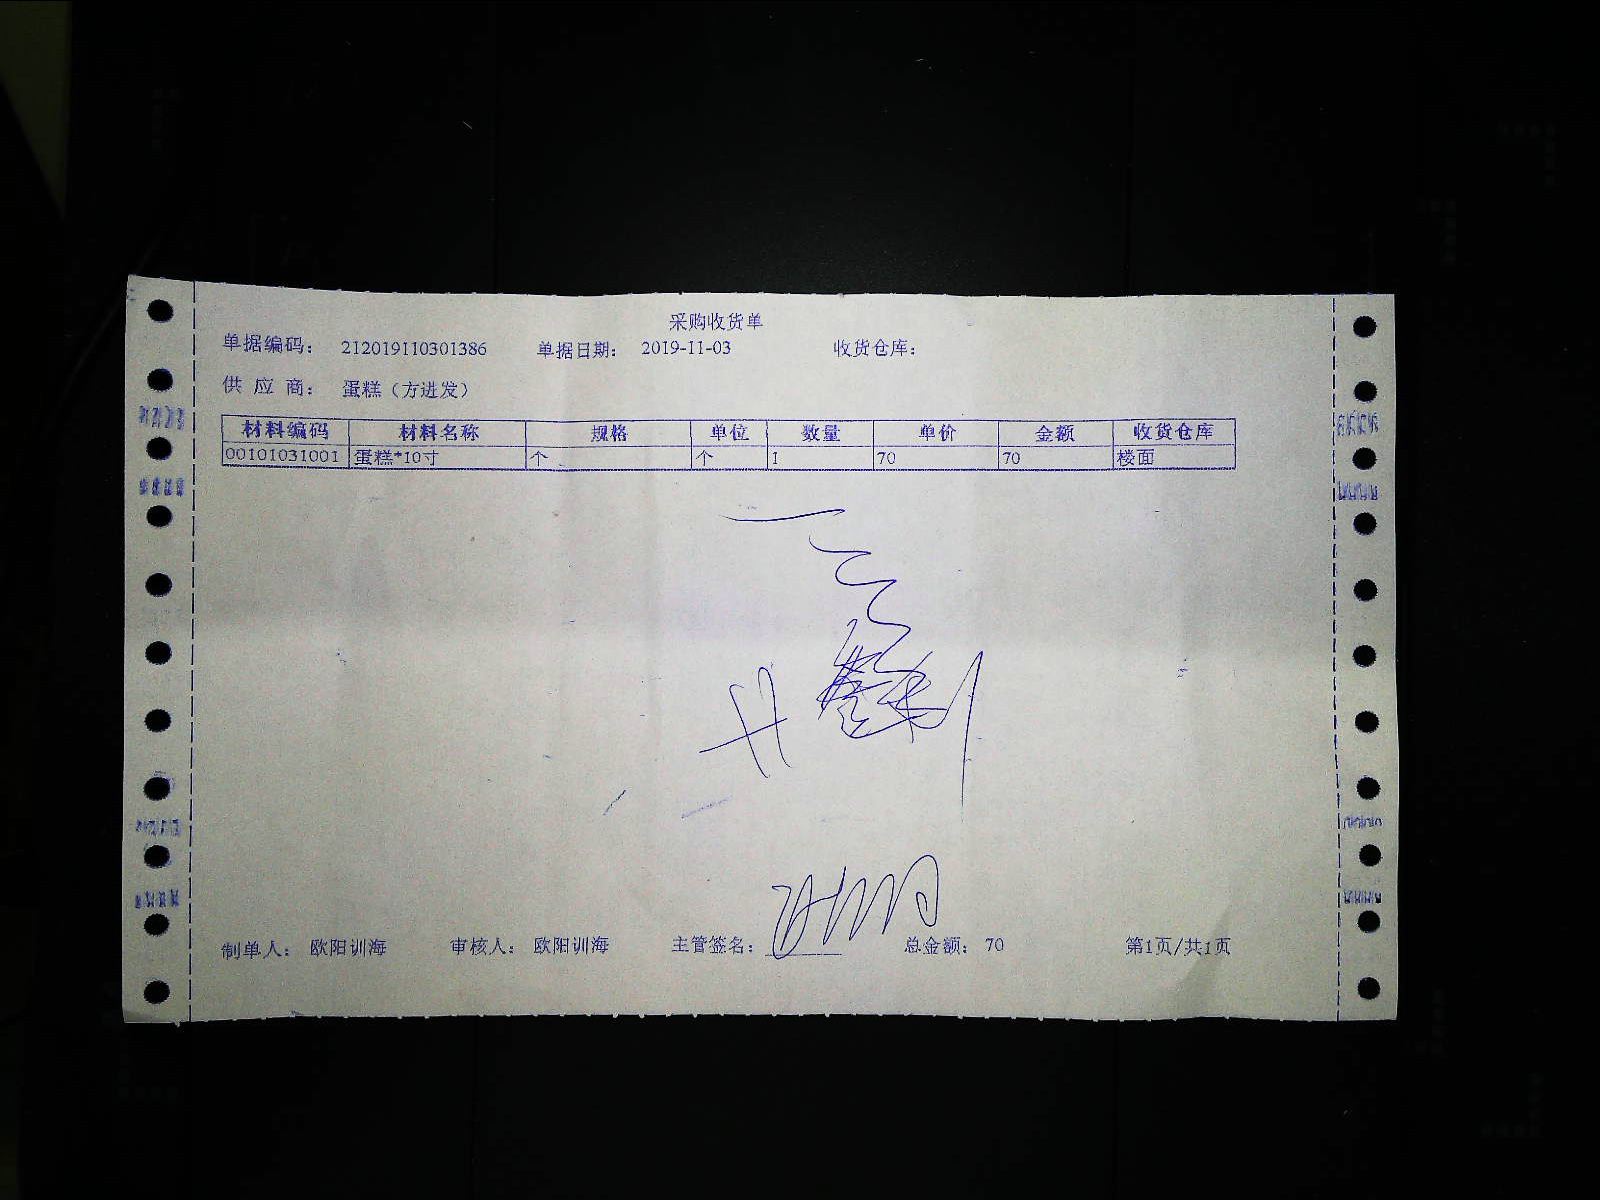 采购收货单
单据编码： 212019110301386 单据日期： 2019-11-03 收货仓库：
供 应 商： 蛋糕（方进发）
材料编码 材料名称 规格 单位 数量 单价 金额 收货仓库
00101031001 蛋糕*10寸 个 个 1 70 70 楼面
制单人： 欧阳训海 审核人： 欧阳训海 主管签名： 总金额： 70 第1页/共1页